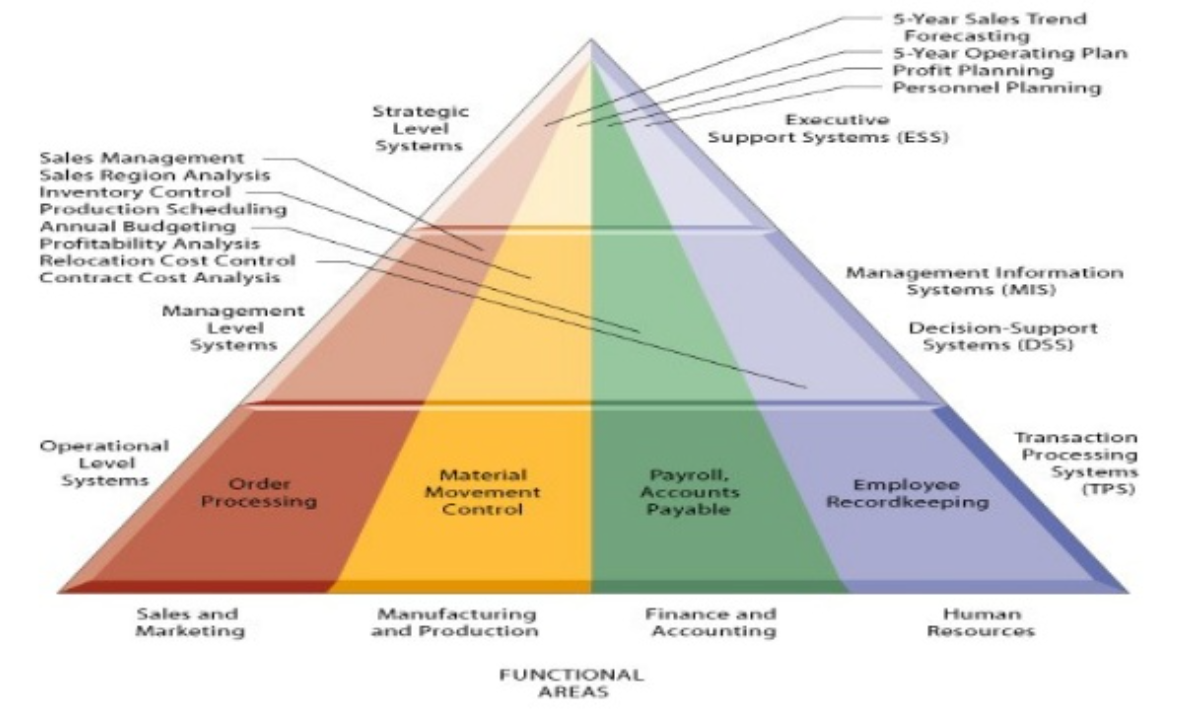 5-Year Sales Trend
Forecasting
5-Year Operating Plan
Profit Planning
Personnel Planning
Strategic
Level
Systems
Executive
Support Systems (ESS)
Sales Management
Sales Region Analysis
Inventory Control
Production Scheduling
Annual Budgeting
Profitability Analysis
Relocation Cost Control
Contract Cost Analysis
Management
Level
Systems
Management Information
Systems (MIS)
Decision-Support
Systems (DSS)
Operational
Level
Systems
Order
Processing
Material
Movement
Control
Payroll,
Accounts
Payable
Employee
Recordkeeping
Transaction
Processing
Systems
(TPS)
Sales and
Marketing
Manufacturing
and Production
Finance and
Accounting
Human
Resources
FUNCTIONAL
AREAS